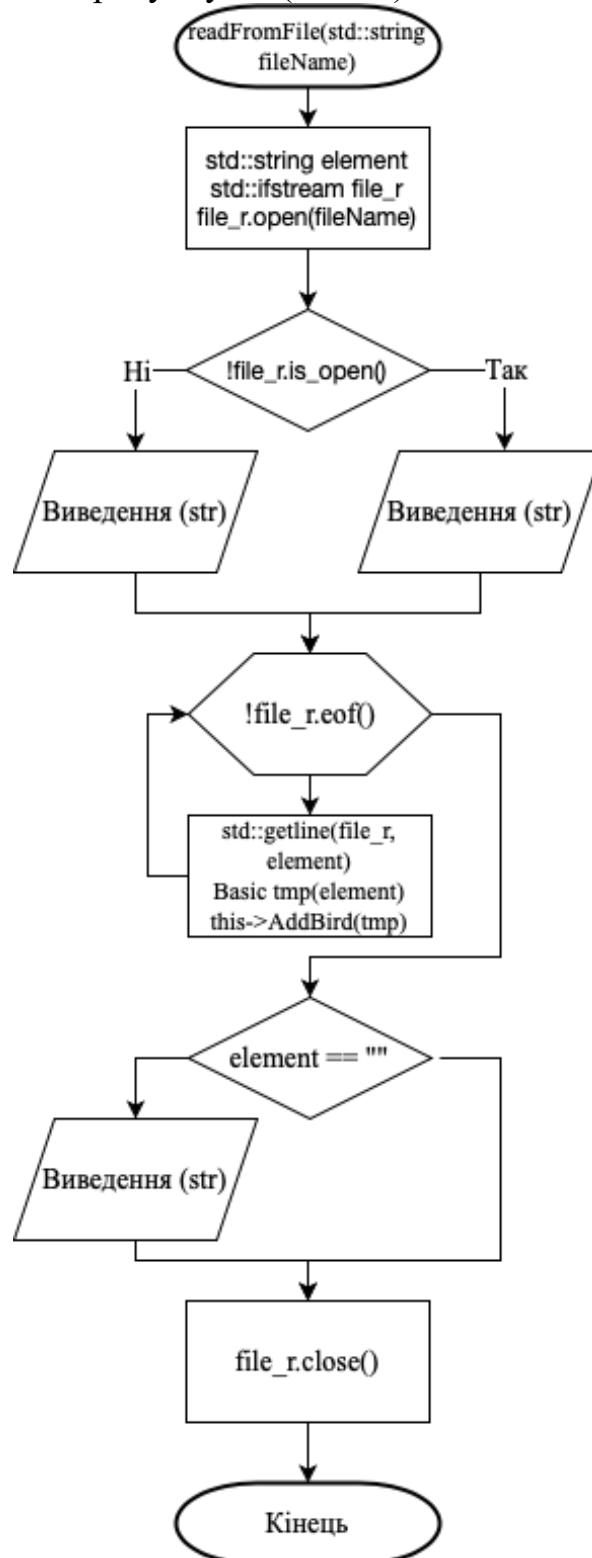 readFromFile(std::string
fileName)
std::string element
std::ifstream file_r
file_r.open(fileName)
!file_r.is_open()
Ні
Так
Виведення (str)
Виведення (str)
!file_r.eof()
std::getline(file_r,
element)
Basic tmp(element)
this->AddBird(tmp)
element == ""
Виведення (str)
file_r.close()
Кінець